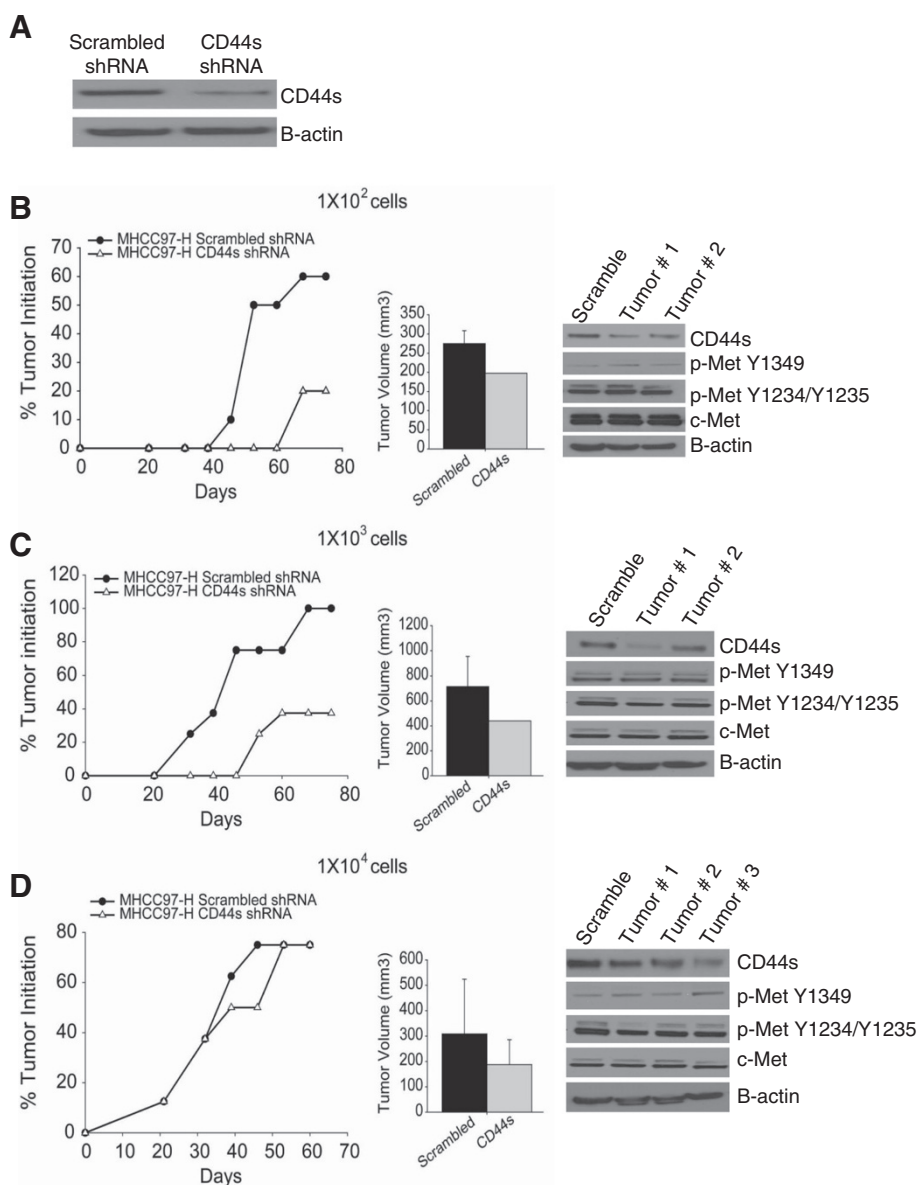 A
Scrambled shRNA
CD44s shRNA
CD44s
B-actin
B
1X10² cells
MHCC97-H Scrambled shRNA
MHCC97-H CD44s shRNA
% Tumor Initiation
70
60
50
40
30
20
10
0
0 20 40 60 80
Days
Tumor Volume (mm3)
350
300
250
200
150
100
50
0
Scrambled
CD44s
Scramble
Tumor # 1
Tumor # 2
CD44s
p-Met Y1349
p-Met Y1234/Y1235
c-Met
B-actin
C
1X10³ cells
MHCC97-H Scrambled shRNA
MHCC97-H CD44s shRNA
% Tumor initiation
120
100
80
60
40
20
0
0 20 40 60 80
Days
Tumor Volume (mm3)
1200
1000
800
600
400
200
0
Scrambled
CD44s
Scramble
Tumor # 1
Tumor # 2
CD44s
p-Met Y1349
p-Met Y1234/Y1235
c-Met
B-actin
D
1X10⁴ cells
MHCC97-H Scrambled shRNA
MHCC97-H CD44s shRNA
% Tumor Initiation
80
60
40
20
0
0 10 20 30 40 50 60 70
Days
Tumor Volume (mm3)
600
500
400
300
200
100
0
Scrambled
CD44s
Scramble
Tumor # 1
Tumor # 2
Tumor # 3
CD44s
p-Met Y1349
p-Met Y1234/Y1235
c-Met
B-actin